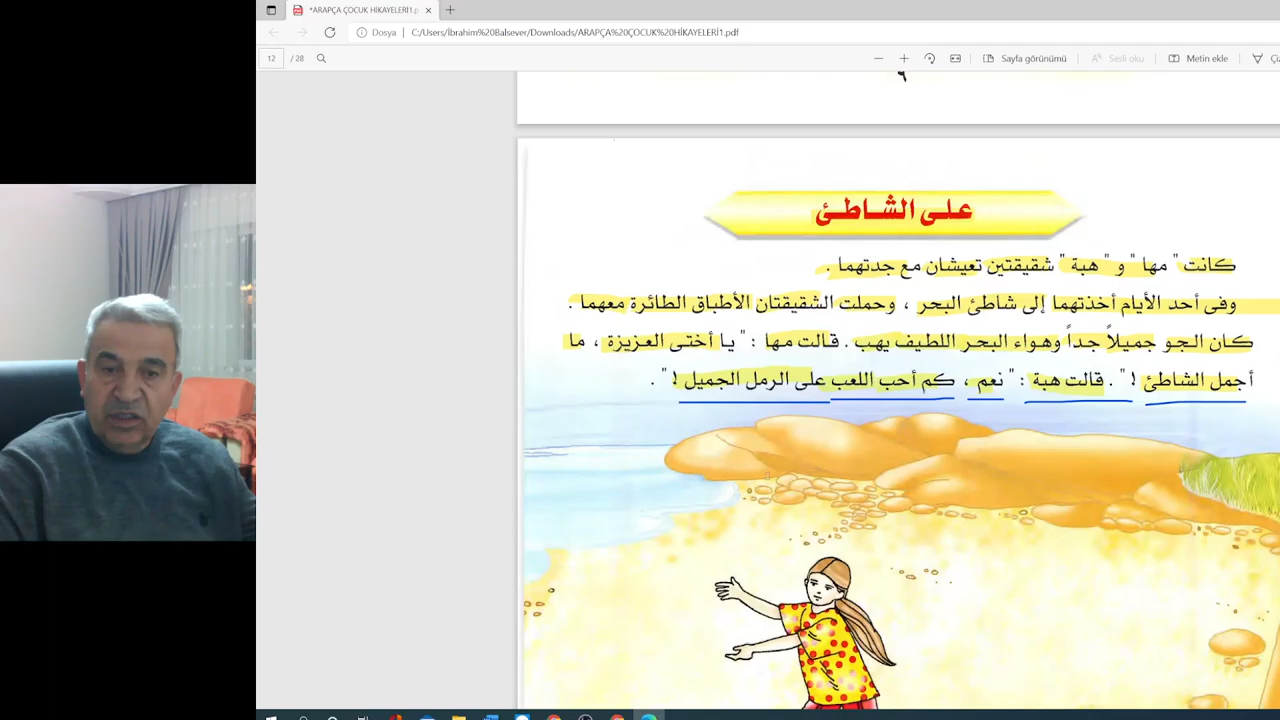 *ARAPÇA ÇOCUK HİKAYELERİ1.p
Dosya
C:/Users/İbrahim%20Balsever/Downloads/ARAPÇA%20ÇOCUK%20HİKAYELERİ1.pdf
12 / 28
Sayfa görünümü
Sesli oku
Metin ekle
٩
على الشاطئ
كانت " مها " و " هبة " شقيقتين تعيشان مع جدتهما .
وفى أحد الأيام أخذتهما إلى شاطئ البحر ، وحملت الشقيقتان الأطباق الطائرة معهما .
كان الجو جميلاً جداً وهواء البحر اللطيف يهب . قالت مها : " يا أختى العزيزة ، ما
أجمل الشاطئ ! " . قالت هبة : " نعم ، كم أحب اللعب على الرمل الجميل ! " .